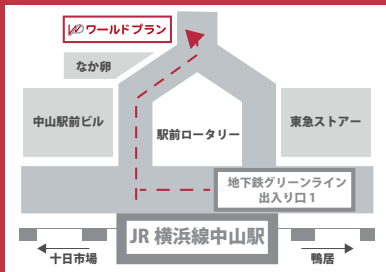 ワールドプラン
なか卵
中山駅前ビル
駅前ロータリー
東急ストアー
地下鉄グリーンライン
出入り口1
JR 横浜線中山駅
十日市場
鴨居